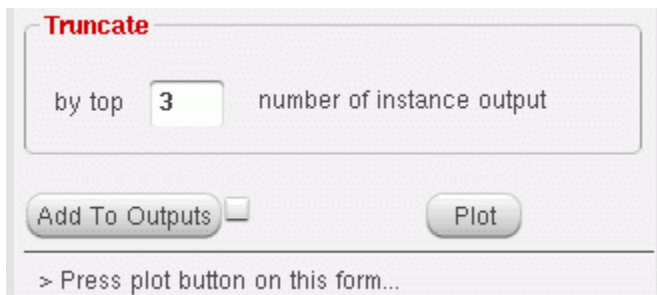 Truncate
by top 3 number of instance output
Add To Outputs Plot
> Press plot button on this form...